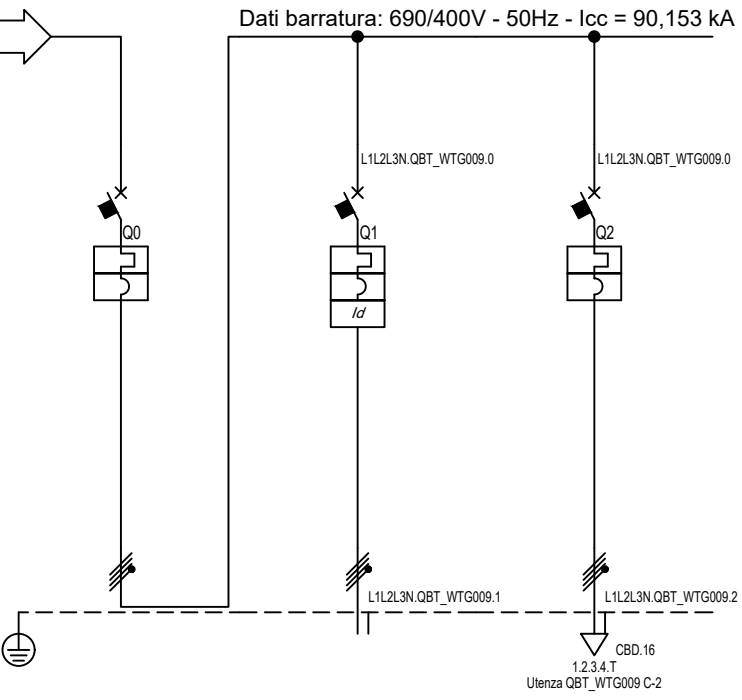 Dati barratura: 690/400V - 50Hz - Icc = 90,153 kA
L1L2L3N.QBT_WTG009.0
L1L2L3N.QBT_WTG009.0
Q0
Q1
Q2
Id
L1L2L3N.QBT_WTG009.1
L1L2L3N.QBT_WTG009.2
CBD.16
1.2.3.4.T
Utenza QBT_WTG009 C-2